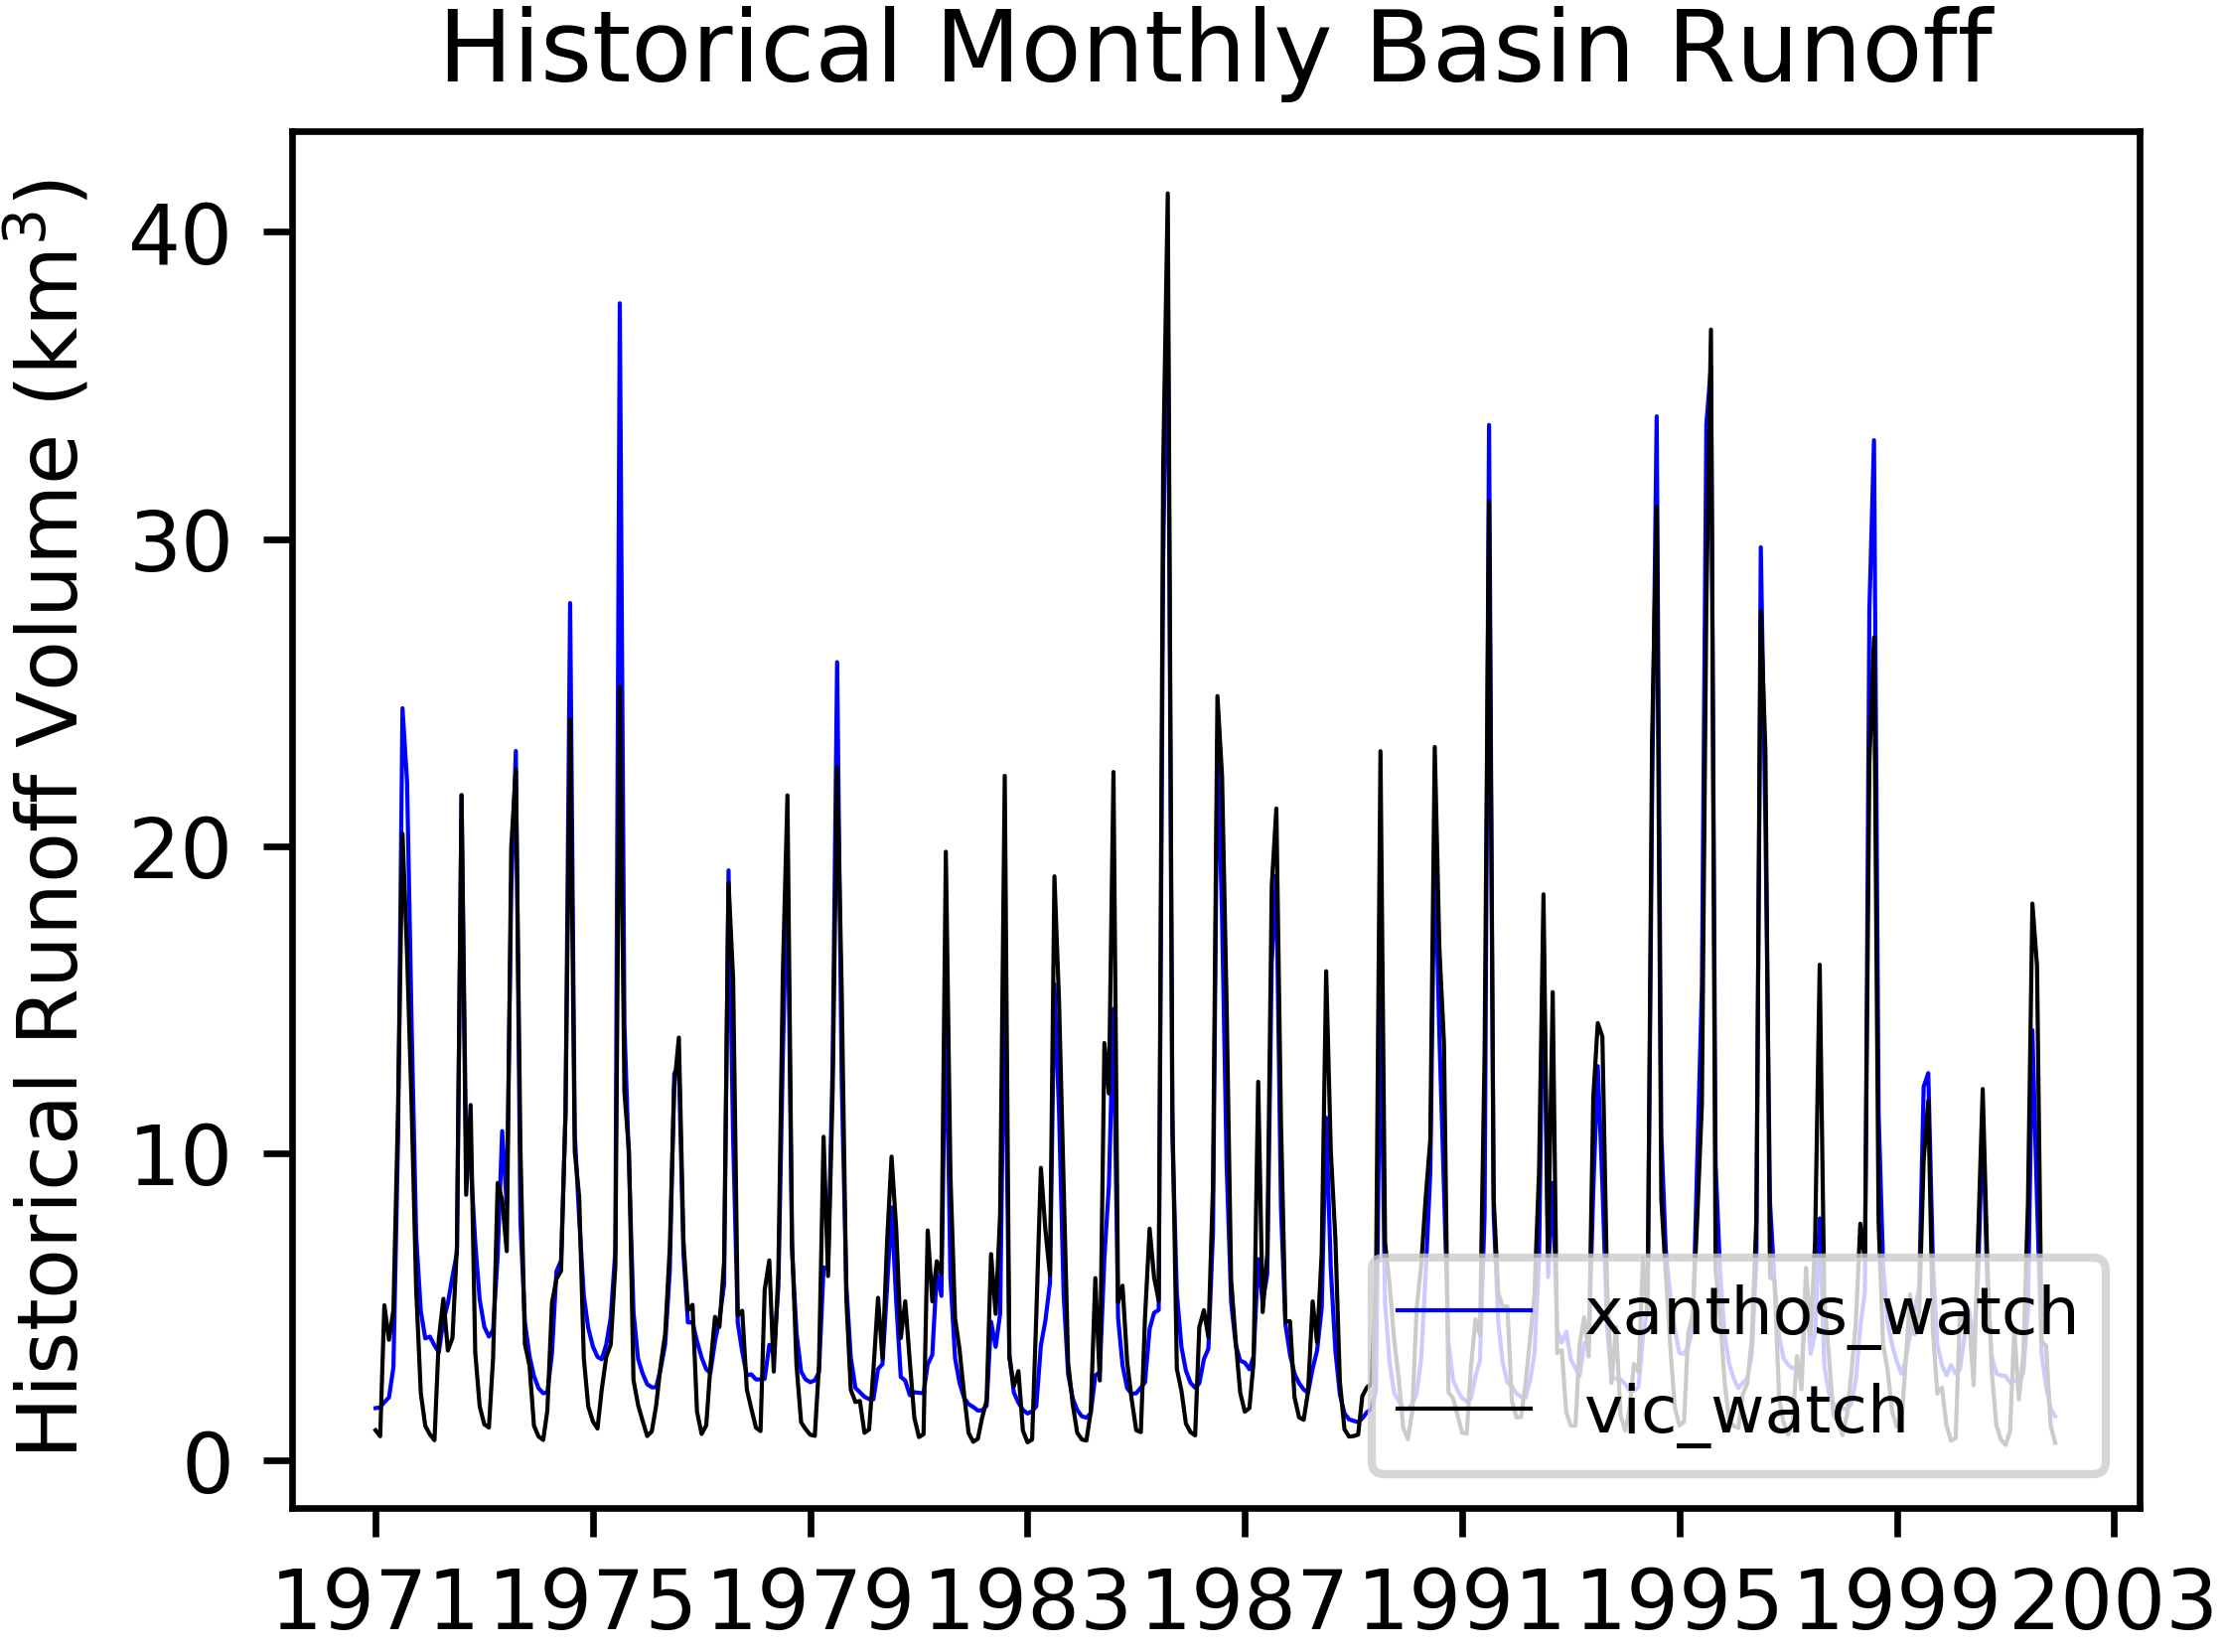 Historical Monthly Basin Runoff
Historical Runoff Volume (km³)
40
30
20
10
0
xanthos_watch
vic_watch
1971 1975 1979 1983 1987 1991 1995 1999 2003